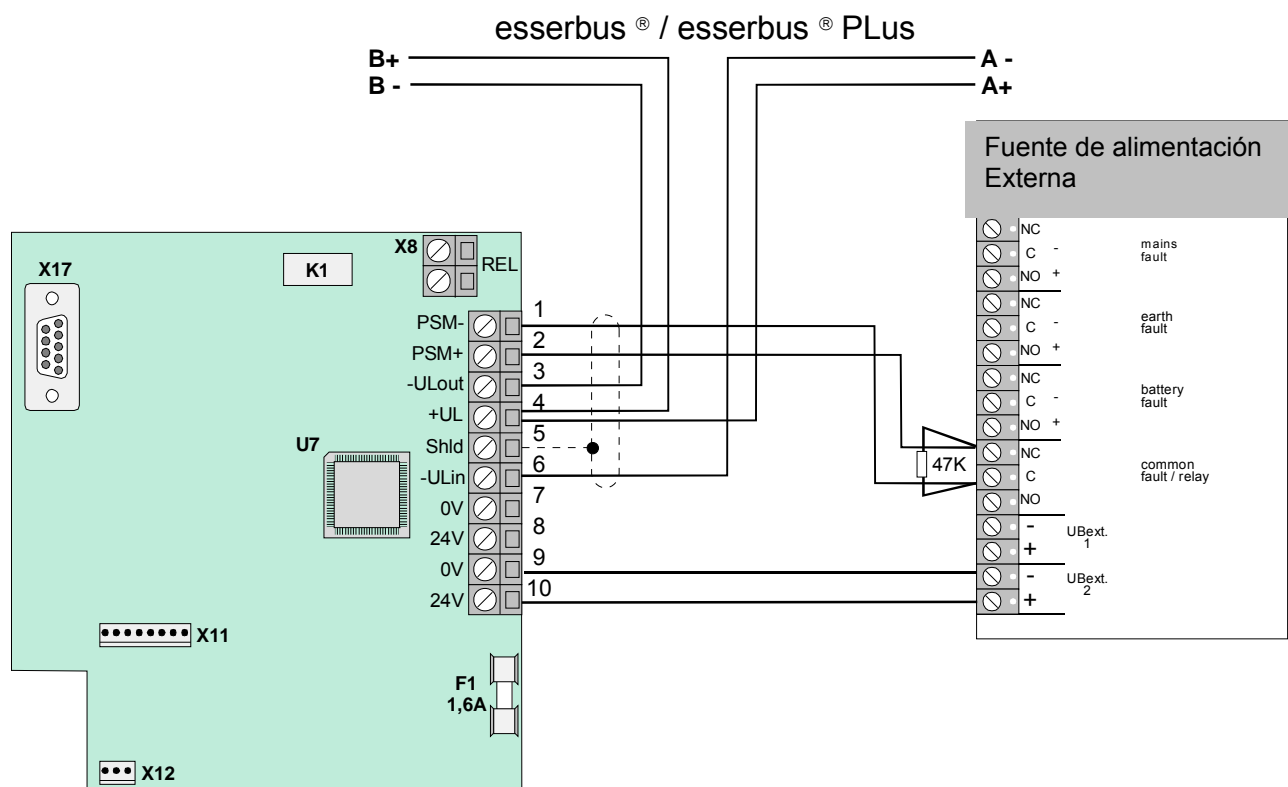 esserbus ® / esserbus ® PLus
B+
B -
A -
A+
Fuente de alimentación
Externa
X17
K1
X8
REL
PSM-
1
PSM+
2
-ULout
3
+UL
4
Shld
5
-ULin
6
0V
7
24V
8
0V
9
24V
10
U7
X11
F1
1,6A
X12
47K
NC
C -
NO +
mains
fault
NC
C -
NO +
earth
fault
NC
C -
NO +
battery
fault
NC
C
NO
common
fault / relay
-
+
UBext.
1
-
+
UBext.
2